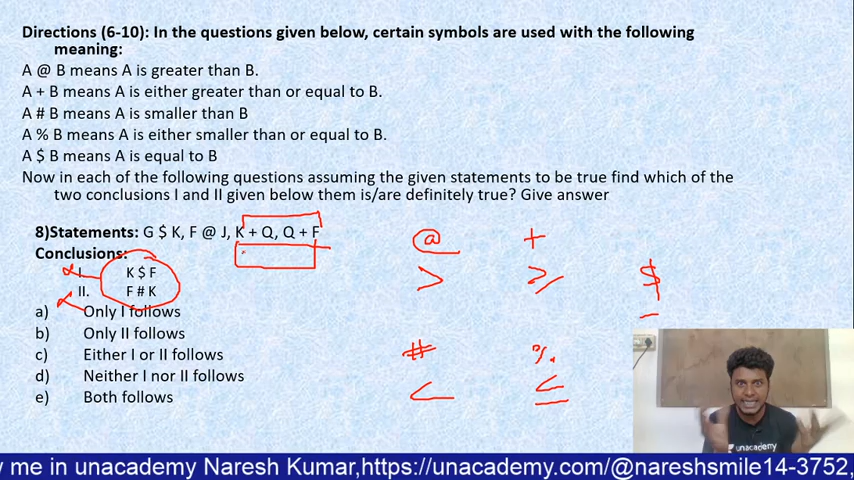 Directions (6-10): In the questions given below, certain symbols are used with the following
meaning:
A @ B means A is greater than B.
A + B means A is either greater than or equal to B.
A # B means A is smaller than B
A % B means A is either smaller than or equal to B.
A $ B means A is equal to B
Now in each of the following questions assuming the given statements to be true find which of the
two conclusions I and II given below them is/are definitely true? Give answer
8)Statements: G $ K, F @ J, K + Q, Q + F
Conclusions:
I. K $ F
II. F # K
a) Only I follows
b) Only II follows
c) Either I or II follows
d) Neither I nor II follows
e) Both follows
@ +
> ≥ $
# %
< ≤
unacademy
w me in unacademy Naresh Kumar,https://unacademy.com/@nareshsmile14-3752,